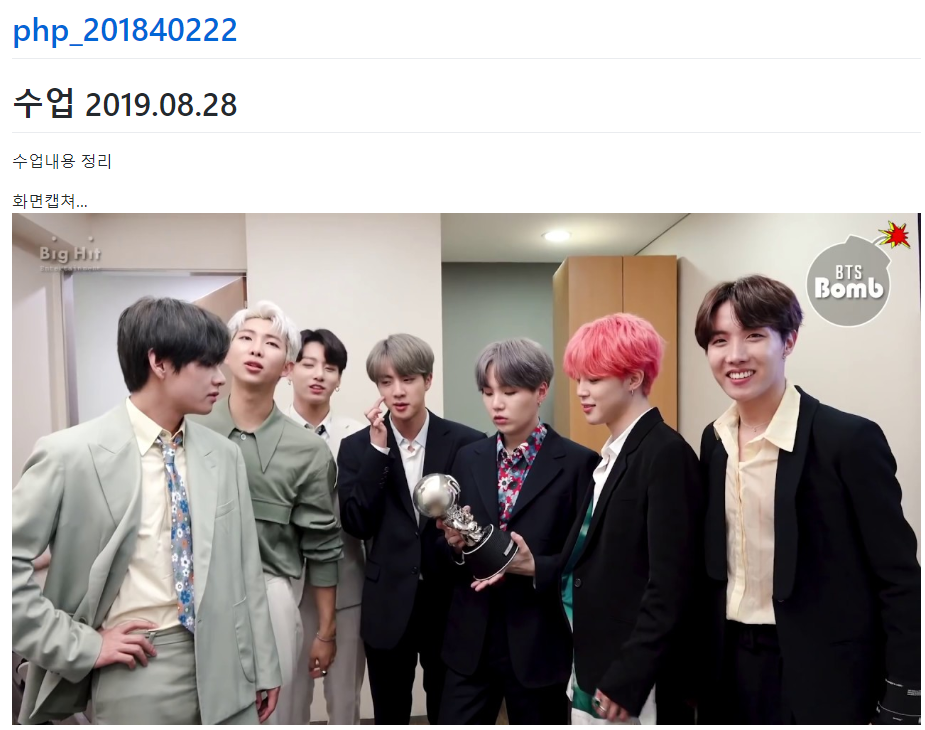 php_201840222
수업 2019.08.28
수업내용 정리
화면캡쳐...
Big Hit
Entertainment
BTS
Bomb